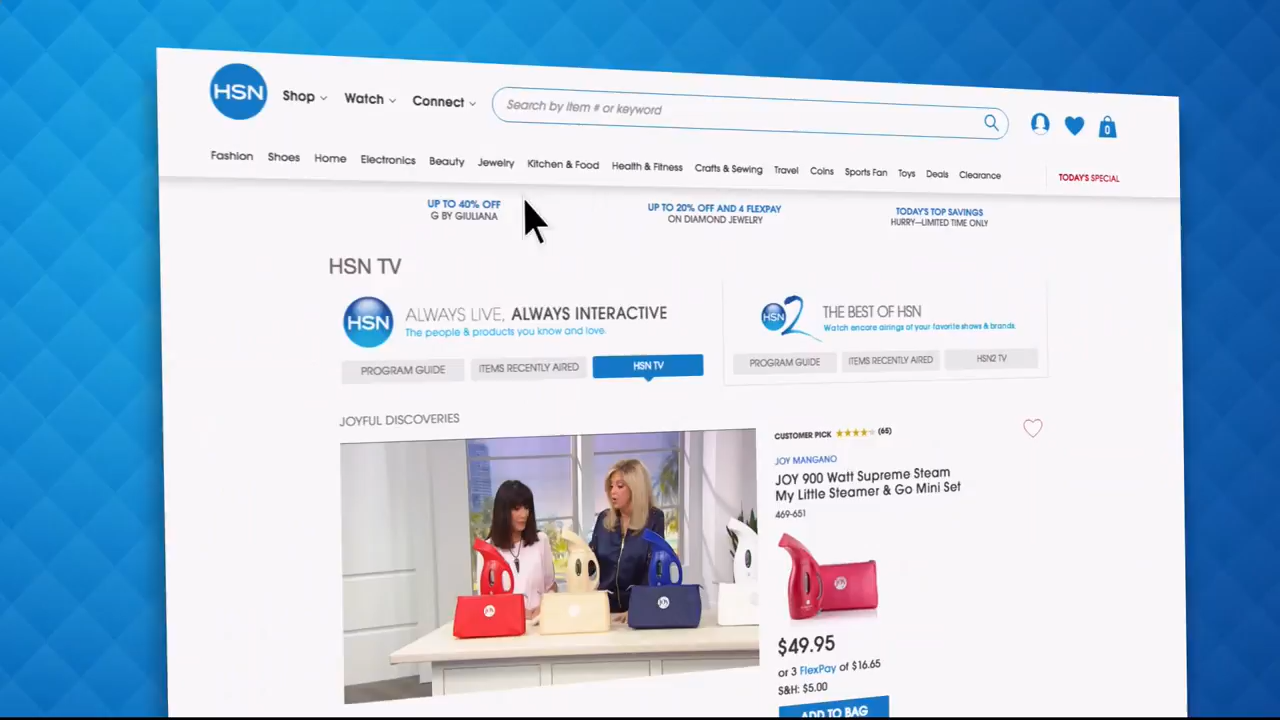 HSN
Shop
Watch
Connect
Search by item # or keyword
0
Fashion
Shoes
Home
Electronics
Beauty
Jewelry
Kitchen & Food
Health & Fitness
Crafts & Sewing
Travel
Coins
Sports Fan
Toys
Deals
Clearance
TODAY'S SPECIAL
UP TO 40% OFF
G BY GIULIANA
UP TO 20% OFF AND 4 FLEXPAY
ON DIAMOND JEWELRY
TODAY'S TOP SAVINGS
HURRY—LIMITED TIME ONLY
HSN TV
HSN
ALWAYS LIVE, ALWAYS INTERACTIVE
The people & products you know and love.
PROGRAM GUIDE
ITEMS RECENTLY AIRED
HSN TV
HSN2
THE BEST OF HSN
Watch encore airings of your favorite shows & brands.
PROGRAM GUIDE
ITEMS RECENTLY AIRED
HSN2 TV
JOYFUL DISCOVERIES
CUSTOMER PICK (65)
JOY MANGANO
JOY 900 Watt Supreme Steam
My Little Steamer & Go Mini Set
469-651
$49.95
or 3 FlexPay of $16.65
S&H: $5.00
ADD TO BAG